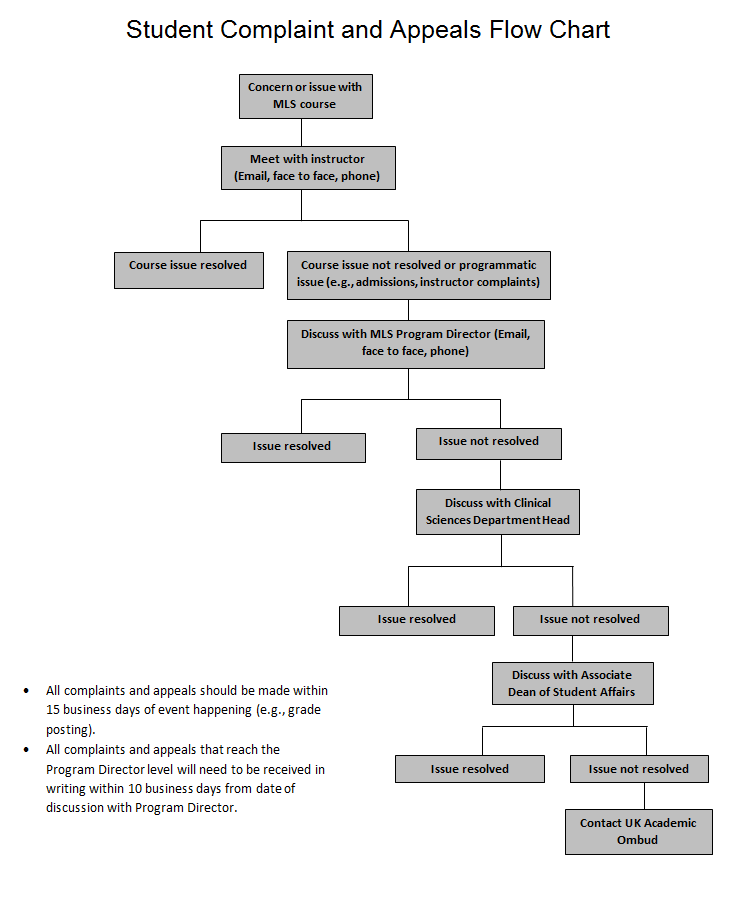 Student Complaint and Appeals Flow Chart
Concern or issue with
MLS course
Meet with instructor
(Email, face to face, phone)
Course issue resolved
Course issue not resolved or programmatic
issue (e.g., admissions, instructor complaints)
Discuss with MLS Program Director (Email,
face to face, phone)
Issue resolved
Issue not resolved
Discuss with Clinical
Sciences Department Head
Issue resolved
Issue not resolved
Discuss with Associate
Dean of Student Affairs
Issue resolved
Issue not resolved
Contact UK Academic
Ombud
• All complaints and appeals should be made within
15 business days of event happening (e.g., grade
posting).
• All complaints and appeals that reach the
Program Director level will need to be received in
writing within 10 business days from date of
discussion with Program Director.